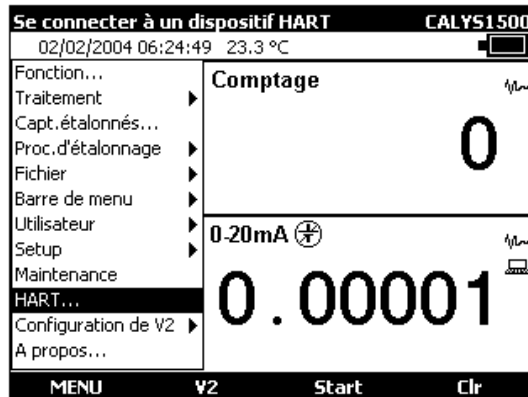 Se connecter à un dispositif HART CALYS1500
02/02/2004 06:24:49 23.3 °C
Fonction...
Traitement
Capt.étalonnés...
Proc.d'étalonnage
Fichier
Barre de menu
Utilisateur
Setup
Maintenance
HART...
Configuration de V2
A propos...
Comptage
0
0-20mA
0.00001
MENU V2 Start Clr